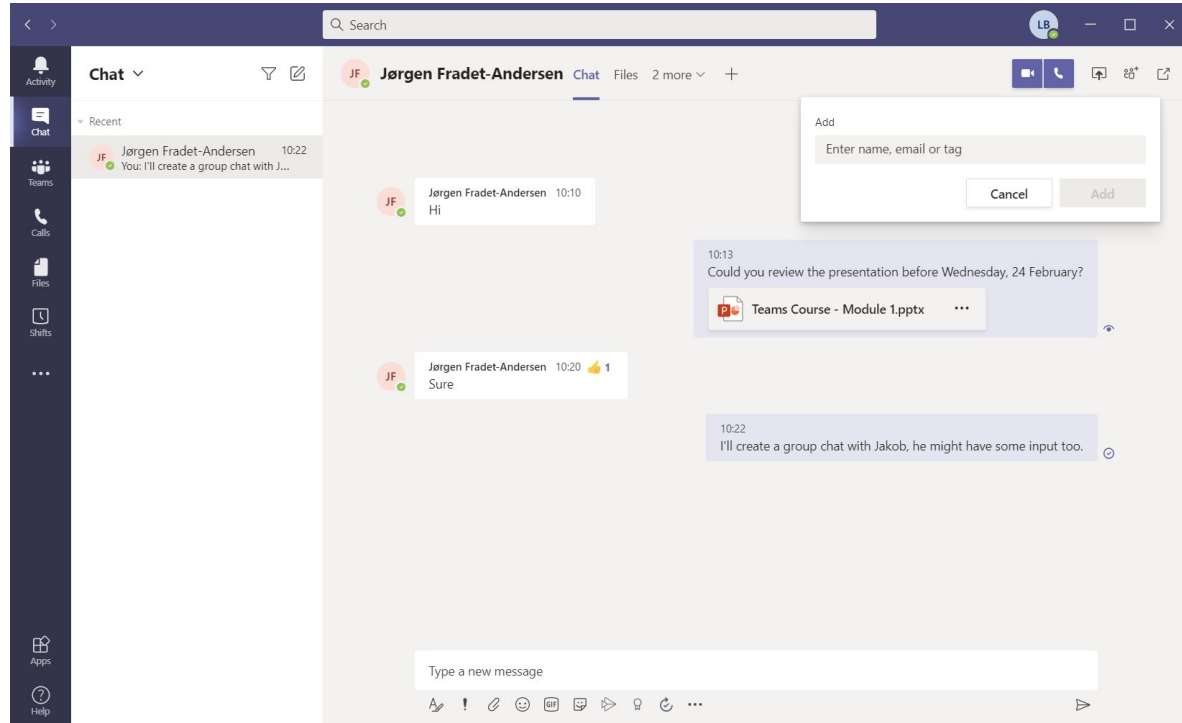 Search
LB
Activity
Chat
Teams
Calls
Files
Shifts
Apps
Help
Chat
Recent
JF
Jørgen Fradet-Andersen 10:22
You: I'll create a group chat with J...
JF Jørgen Fradet-Andersen Chat Files 2 more
Add
Enter name, email or tag
Cancel Add
JF
Jørgen Fradet-Andersen 10:10
Hi
10:13
Could you review the presentation before Wednesday, 24 February?
P Teams Course - Module 1.pptx
JF
Jørgen Fradet-Andersen 10:20 1
Sure
10:22
I'll create a group chat with Jakob, he might have some input too.
Type a new message
GIF